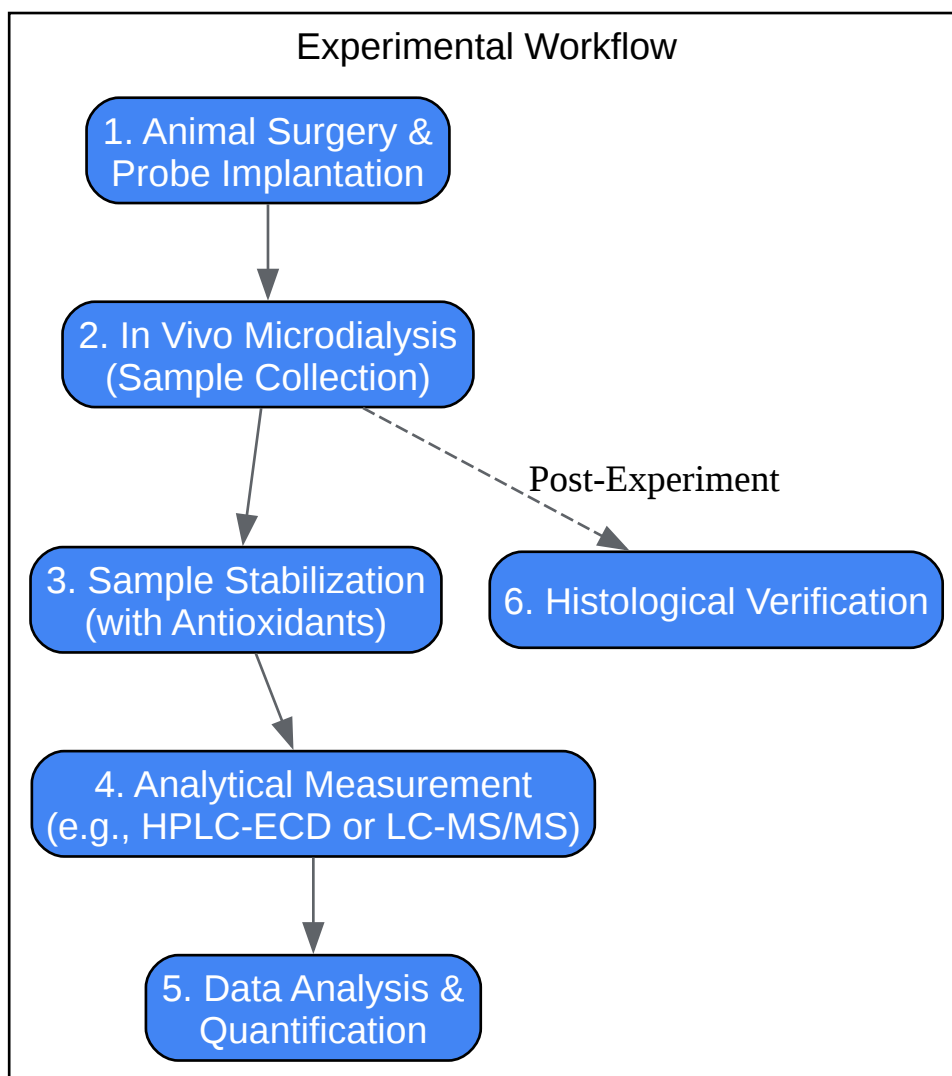 Experimental Workflow
1. Animal Surgery &
Probe Implantation
2. In Vivo Microdialysis
(Sample Collection)
Post-Experiment
3. Sample Stabilization
(with Antioxidants)
6. Histological Verification
4. Analytical Measurement
(e.g., HPLC-ECD or LC-MS/MS)
5. Data Analysis &
Quantification